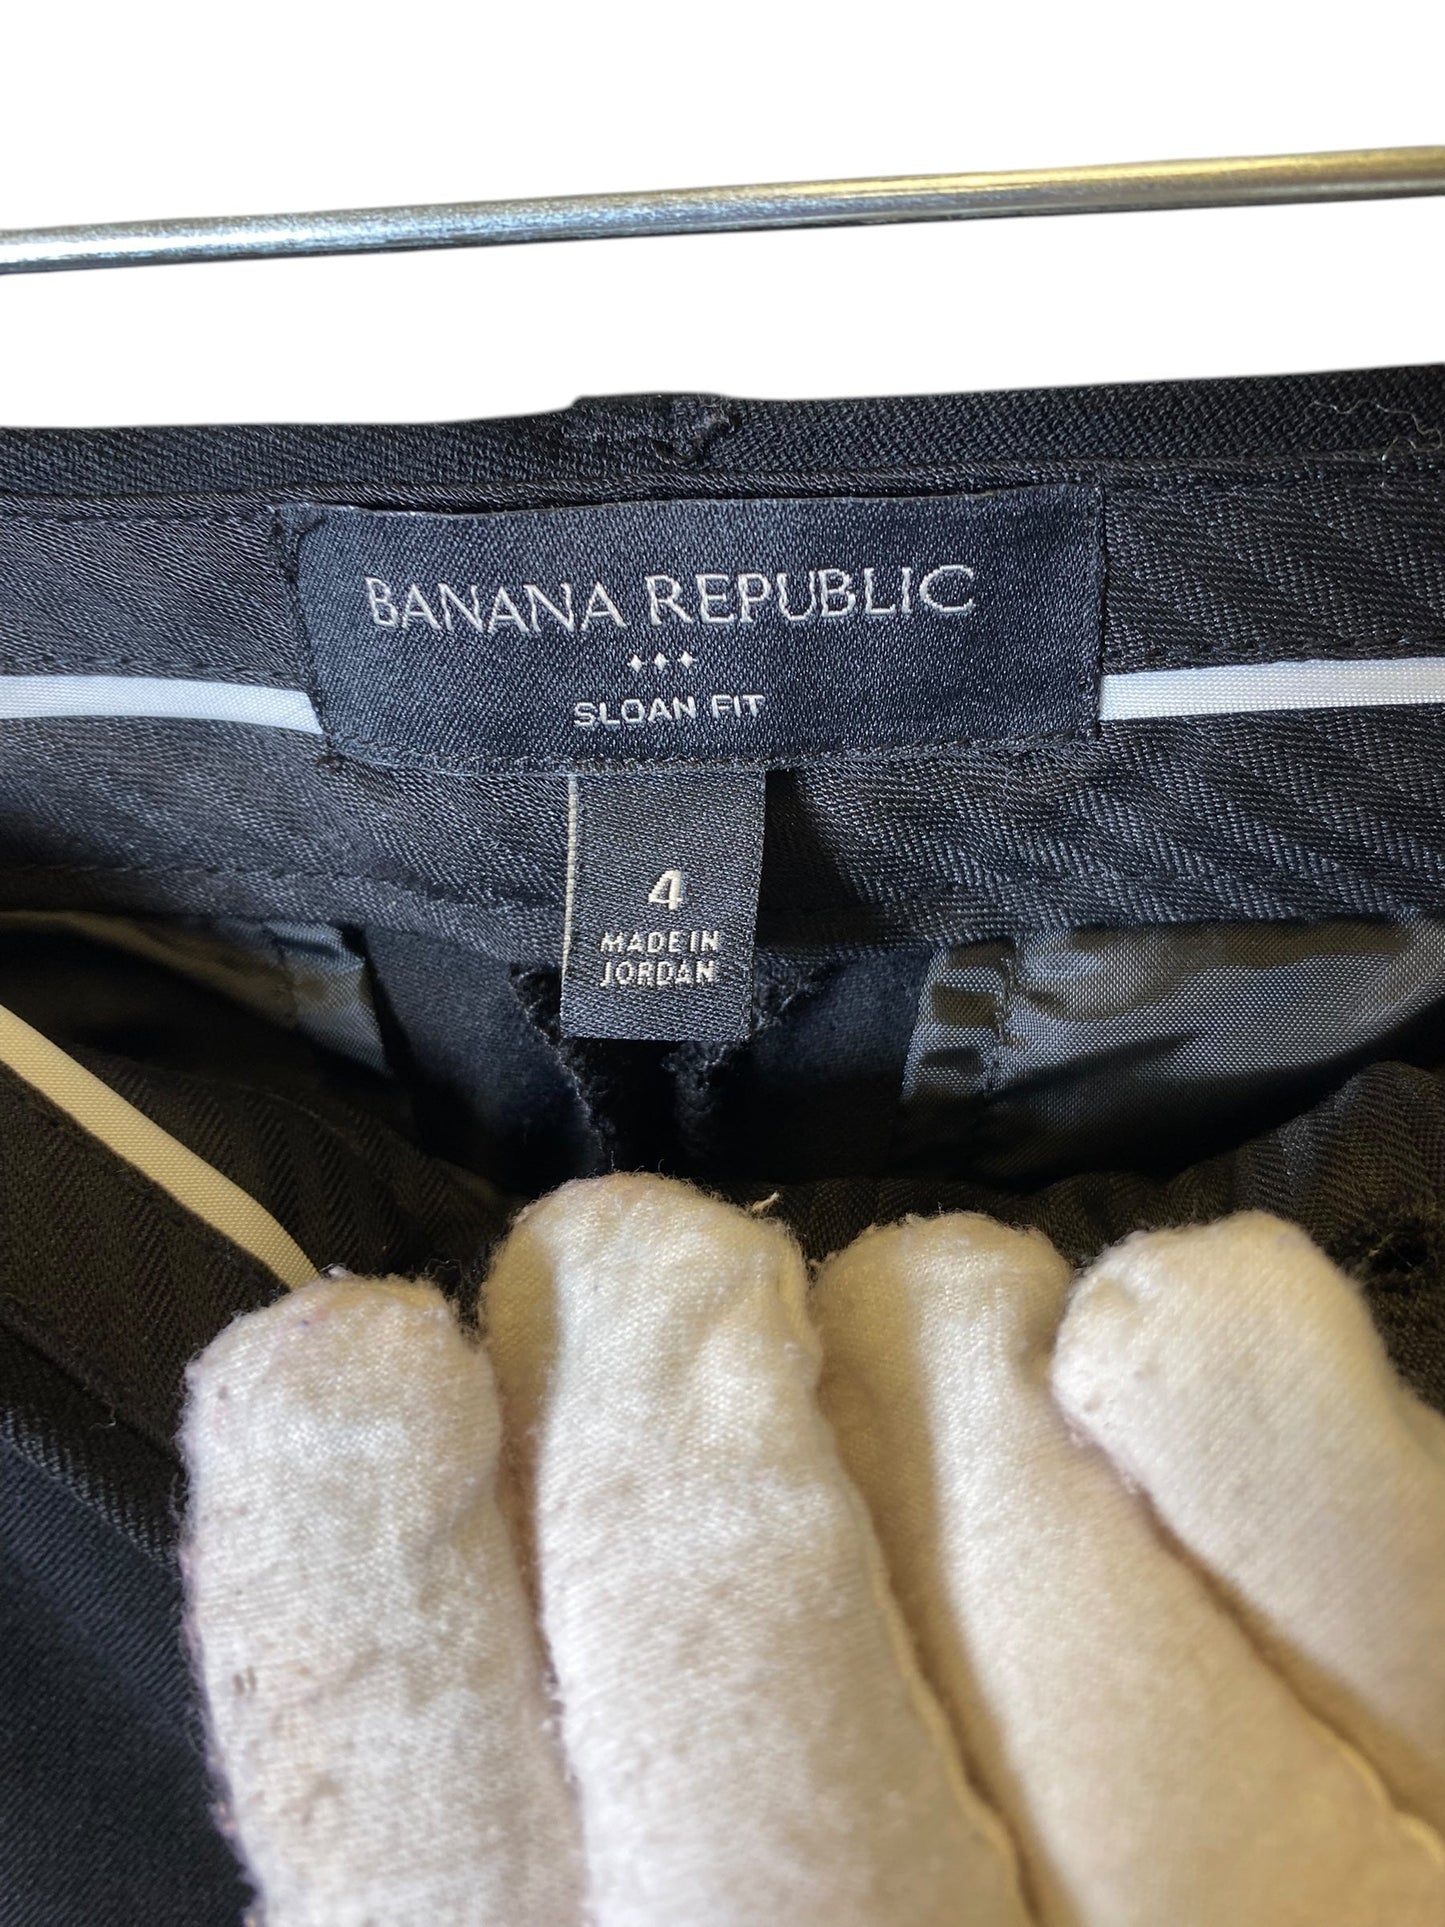 BANANA REPUBLIC
SLOAN FIT
4
MADE IN
JORDAN